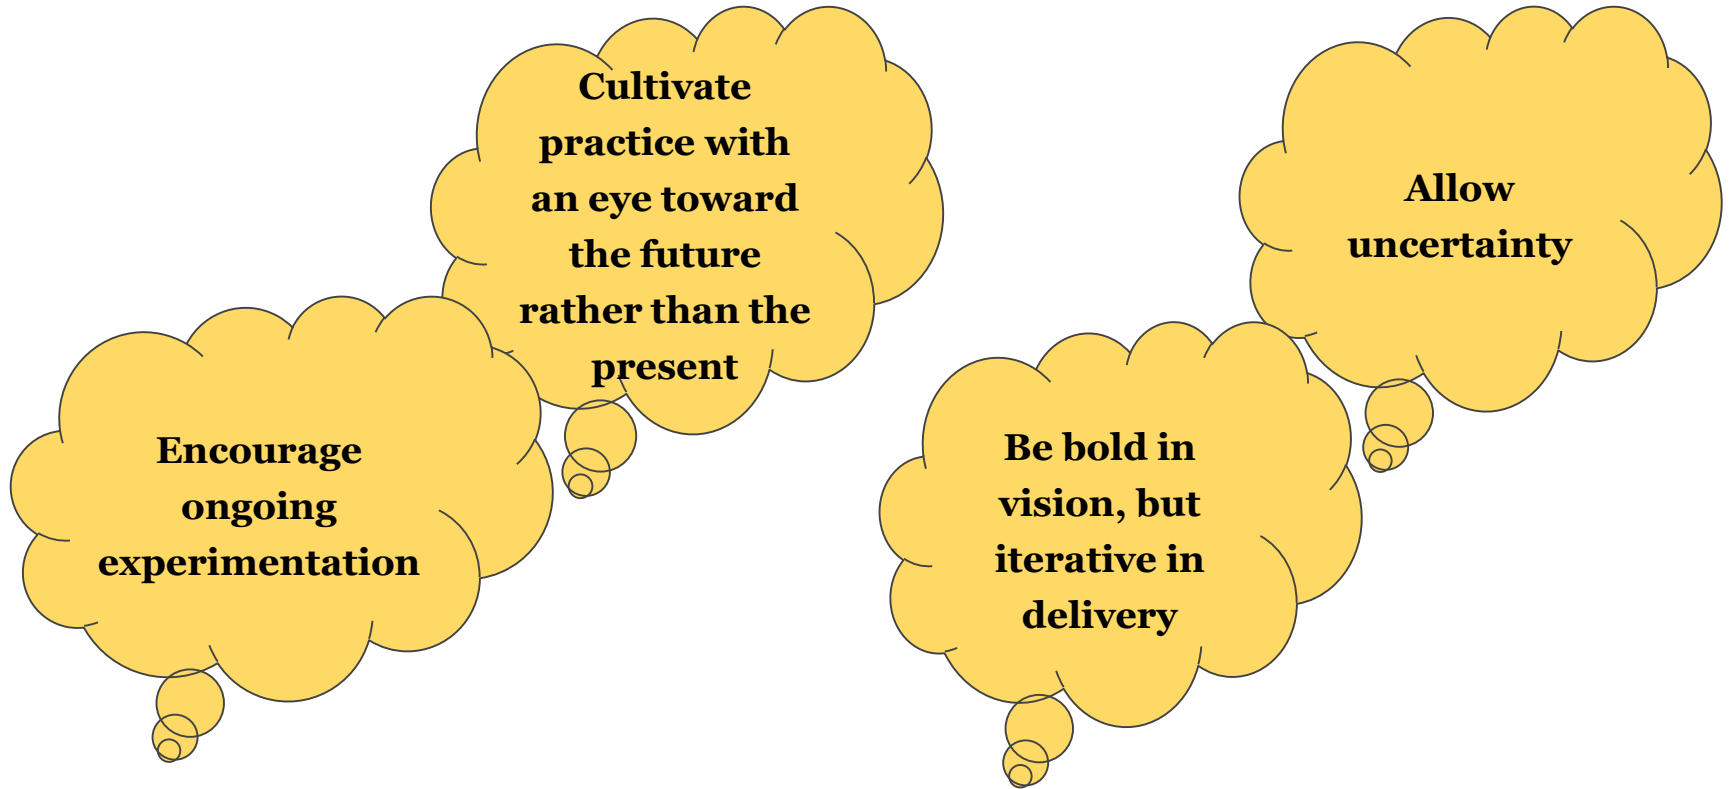 Cultivate
practice with
an eye toward
the future
rather than the
present
Allow
uncertainty
Encourage
ongoing
experimentation
Be bold in
vision, but
iterative in
delivery